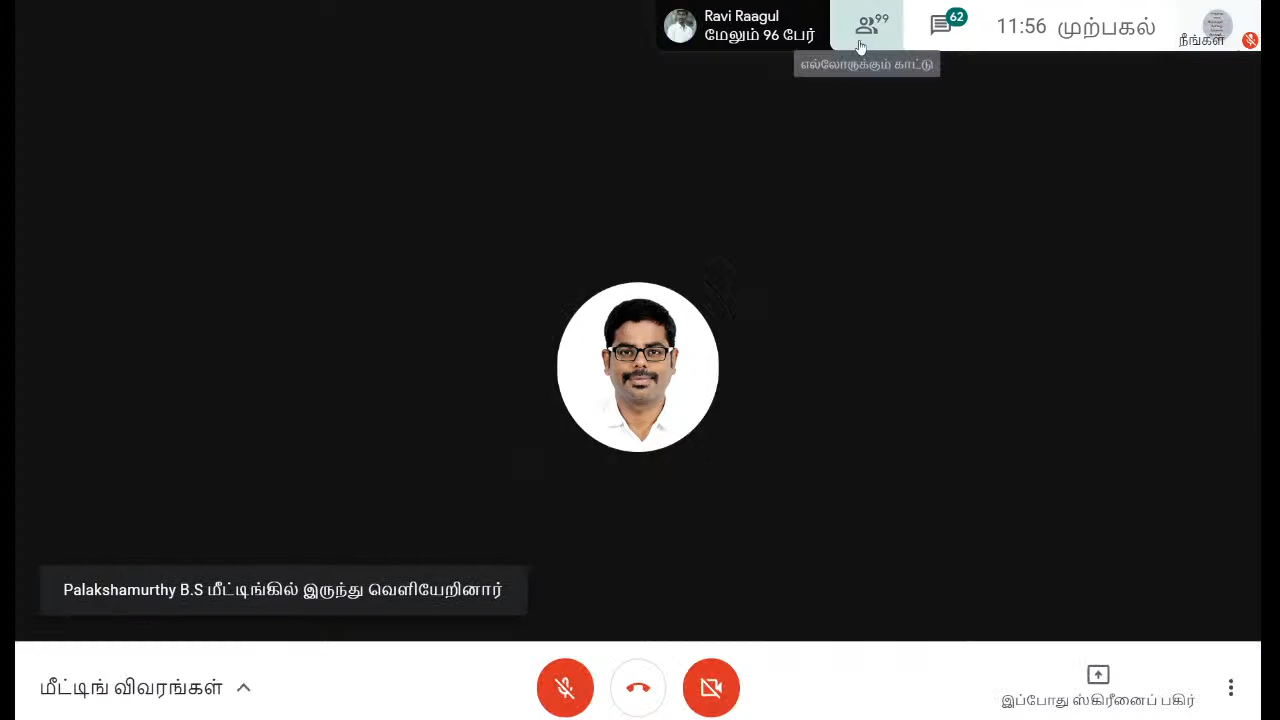 Ravi Raagul
மேலும் 96 பேர்
99
62
11:56 முற்பகல்
நீங்கள்
எல்லோருக்கும் காட்டு
Palakshamurthy B.S மீட்டிங்கில் இருந்து வெளியேறினார்
மீட்டிங் விவரங்கள்
இப்போது ஸ்கிரீனைப் பகிர்